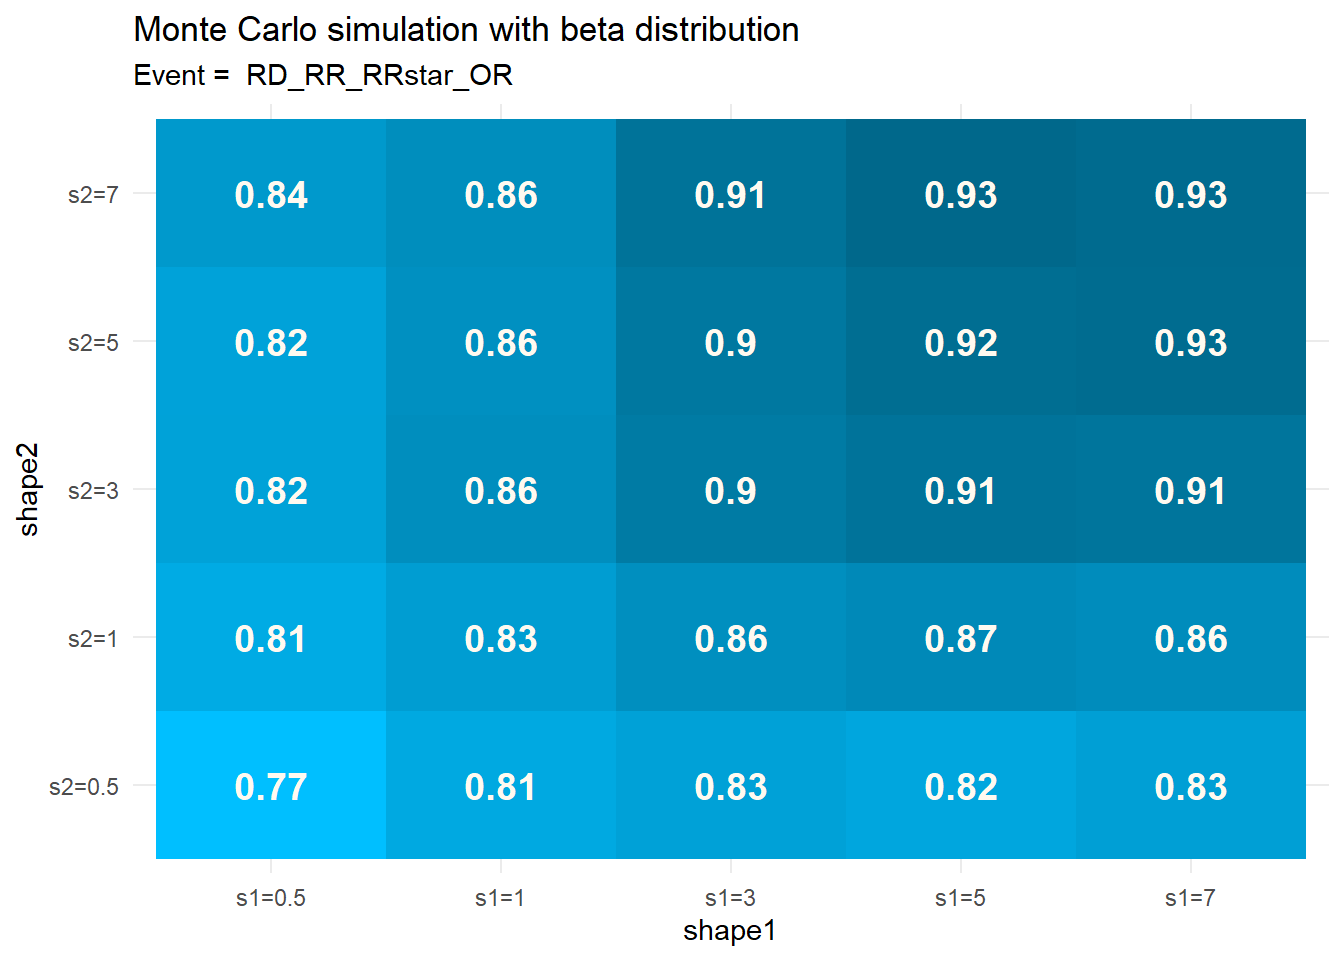 Monte Carlo simulation with beta distribution
Event =  RD_RR_RRstar_OR
shape2
s2=7 0.84 0.86 0.91 0.93 0.93
s2=5 0.82 0.86 0.9 0.92 0.93
s2=3 0.82 0.86 0.9 0.91 0.91
s2=1 0.81 0.83 0.86 0.87 0.86
s2=0.5 0.77 0.81 0.83 0.82 0.83
s1=0.5 s1=1 s1=3 s1=5 s1=7
shape1